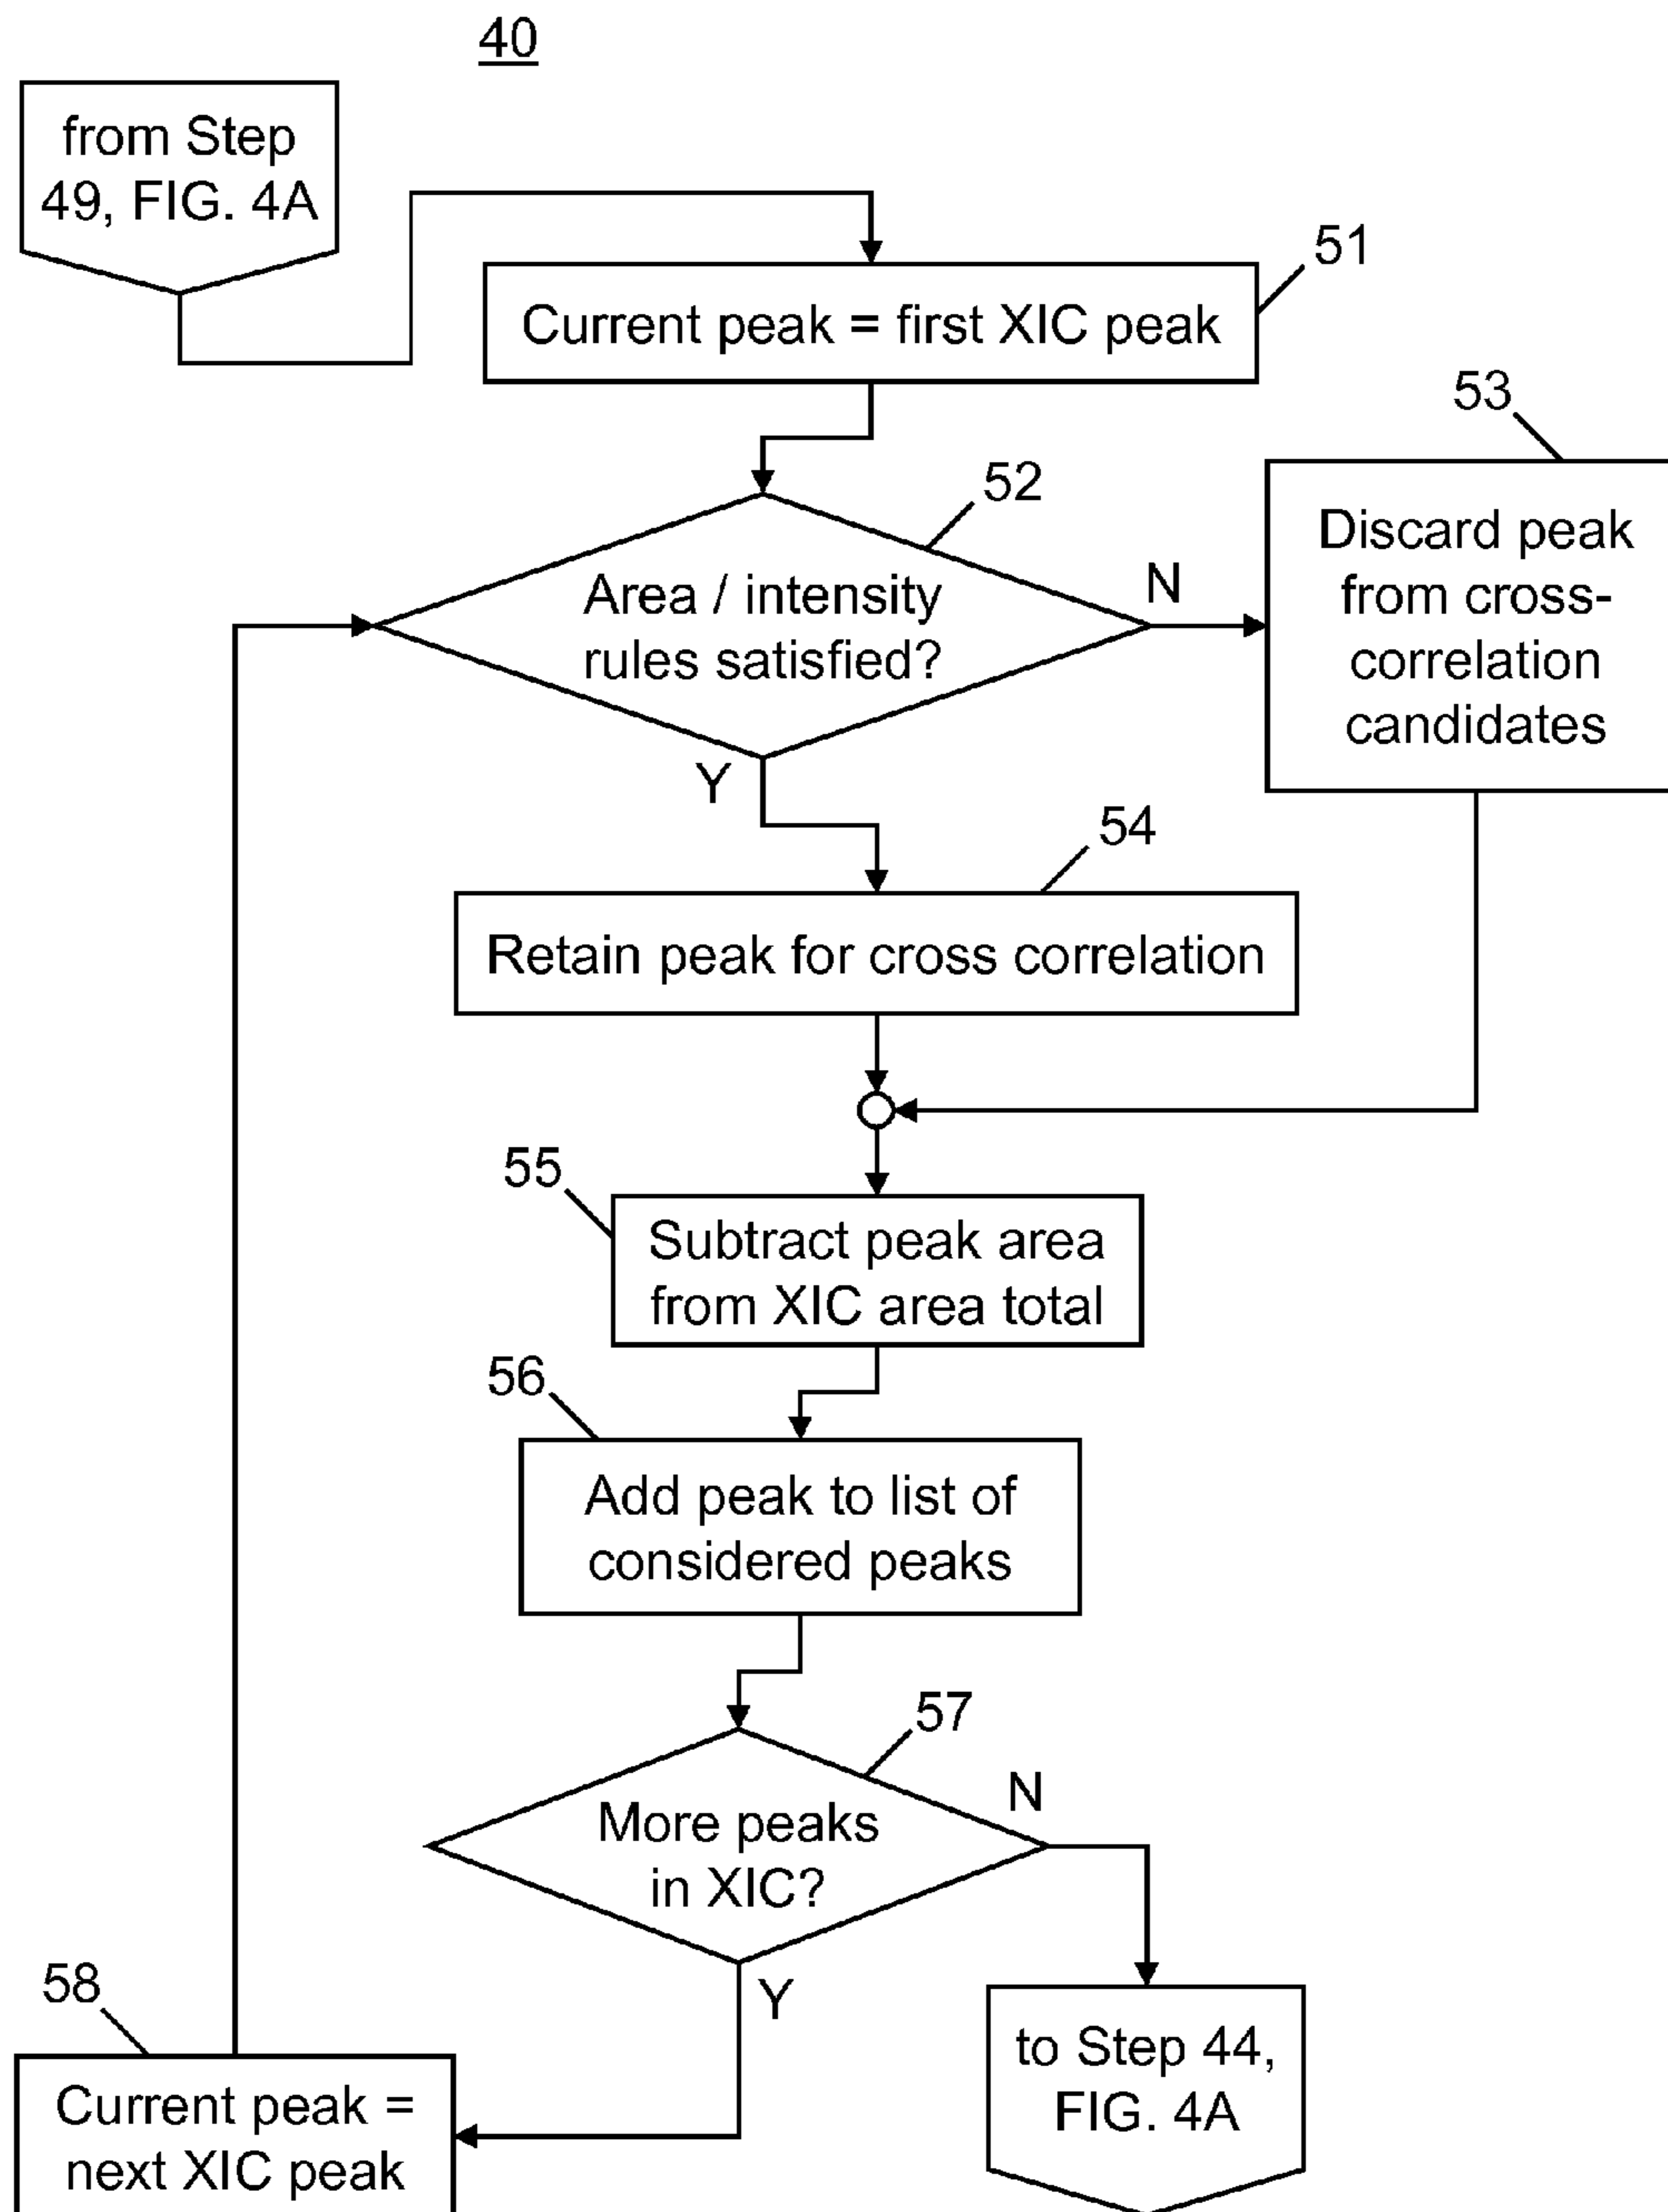 40
from Step
49, FIG. 4A
51
Current peak = first XIC peak
53
52
Discard peak
from cross-
correlation
candidates
Area / intensity
rules satisfied?
N
Y
54
Retain peak for cross correlation
55
Subtract peak area
from XIC area total
56
Add peak to list of
considered peaks
57
More peaks
in XIC?
N
Y
58
Current peak =
next XIC peak
to Step 44,
FIG. 4A